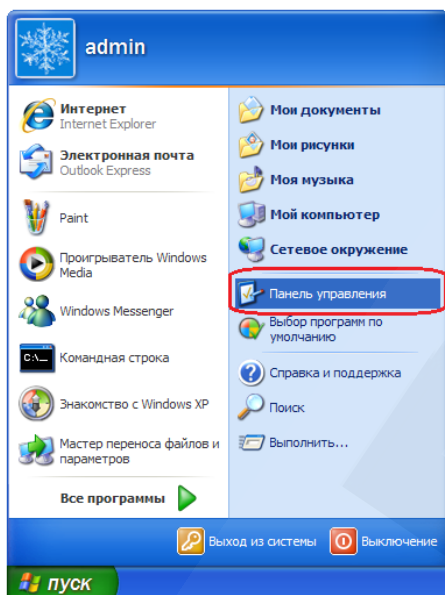 admin
Интернет
Internet Explorer
Электронная почта
Outlook Express
Paint
Проигрыватель Windows
Media
Windows Messenger
C:\_
Командная строка
Знакомство с Windows XP
Мастер переноса файлов и
параметров
Все программы
Мои документы
Мои рисунки
Моя музыка
Мой компьютер
Сетевое окружение
Панель управления
Выбор программ по
умолчанию
Справка и поддержка
Поиск
Выполнить...
Выход из системы
Выключение
пуск